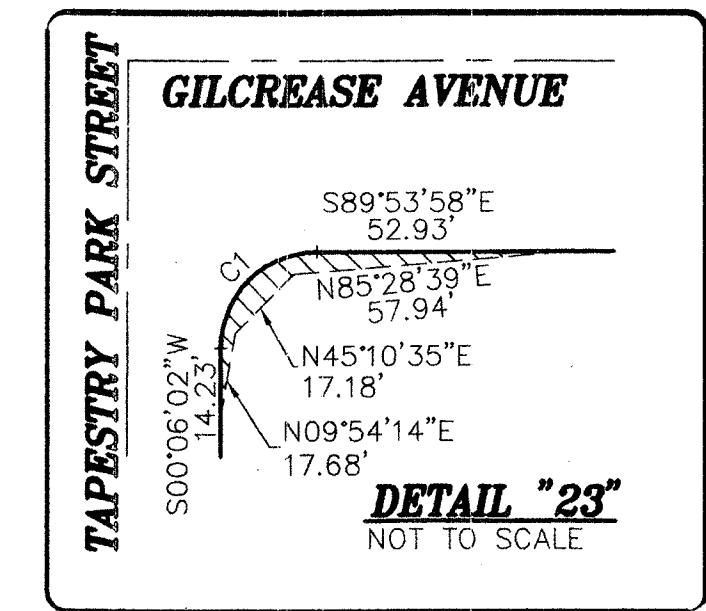 TAPESTRY PARK STREET
GILCREASE AVENUE
S89°53'58"E
52.93'
C1
N85°28'39"E
57.94'
N45°10'35"E
17.18'
S00°06'02"W
14.23'
N09°54'14"E
17.68'
DETAIL "23"
NOT TO SCALE